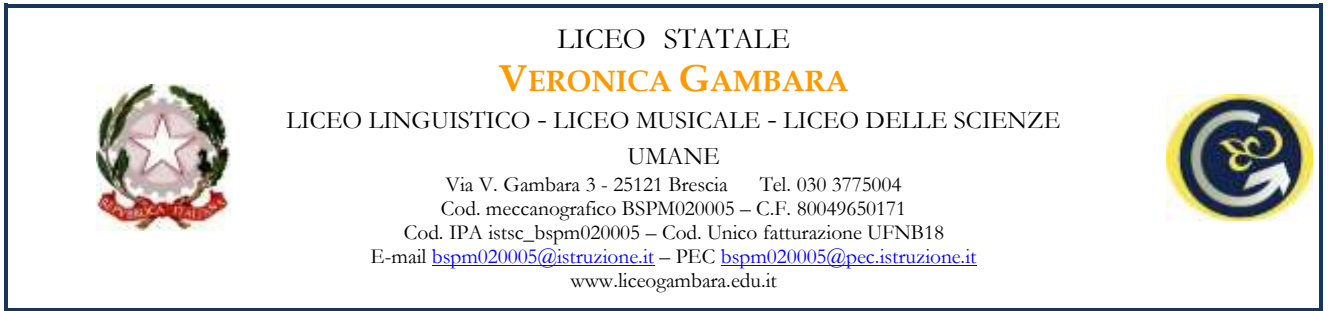 LICEO STATALE
VERONICA GAMBARA
LICEO LINGUISTICO - LICEO MUSICALE - LICEO DELLE SCIENZE
UMANE
Via V. Gambara 3 - 25121 Brescia Tel. 030 3775004
Cod. meccanografico BSPM020005 – C.F. 80049650171
Cod. IPA istsc_bspm020005 – Cod. Unico fatturazione UFNB18
E-mail bspm020005@istruzione.it – PEC bspm020005@pec.istruzione.it
www.liceogambara.edu.it
REPVBBLICA ITALIANA